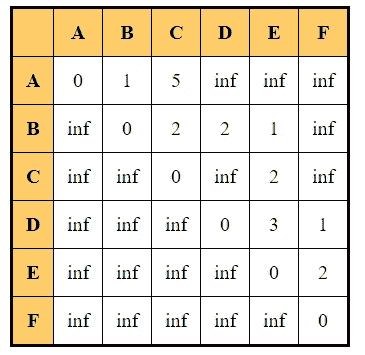 A B C D E F
A 0 1 5 inf inf inf
B inf 0 2 2 1 inf
C inf inf 0 inf 2 inf
D inf inf inf 0 3 1
E inf inf inf inf 0 2
F inf inf inf inf inf 0